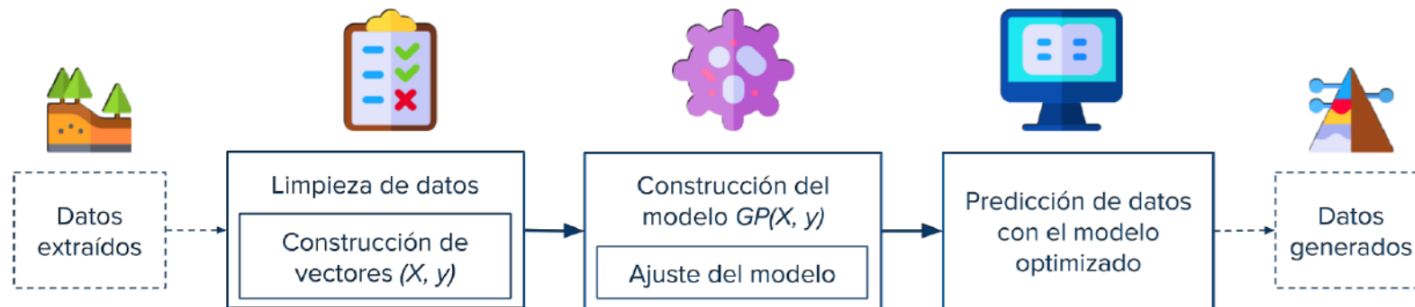 Datos
extraídos
Limpieza de datos
Construcción de
vectores (X, y)
Construcción del
modelo GP(X, y)
Ajuste del modelo
Predicción de datos
con el modelo
optimizado
Datos
generados